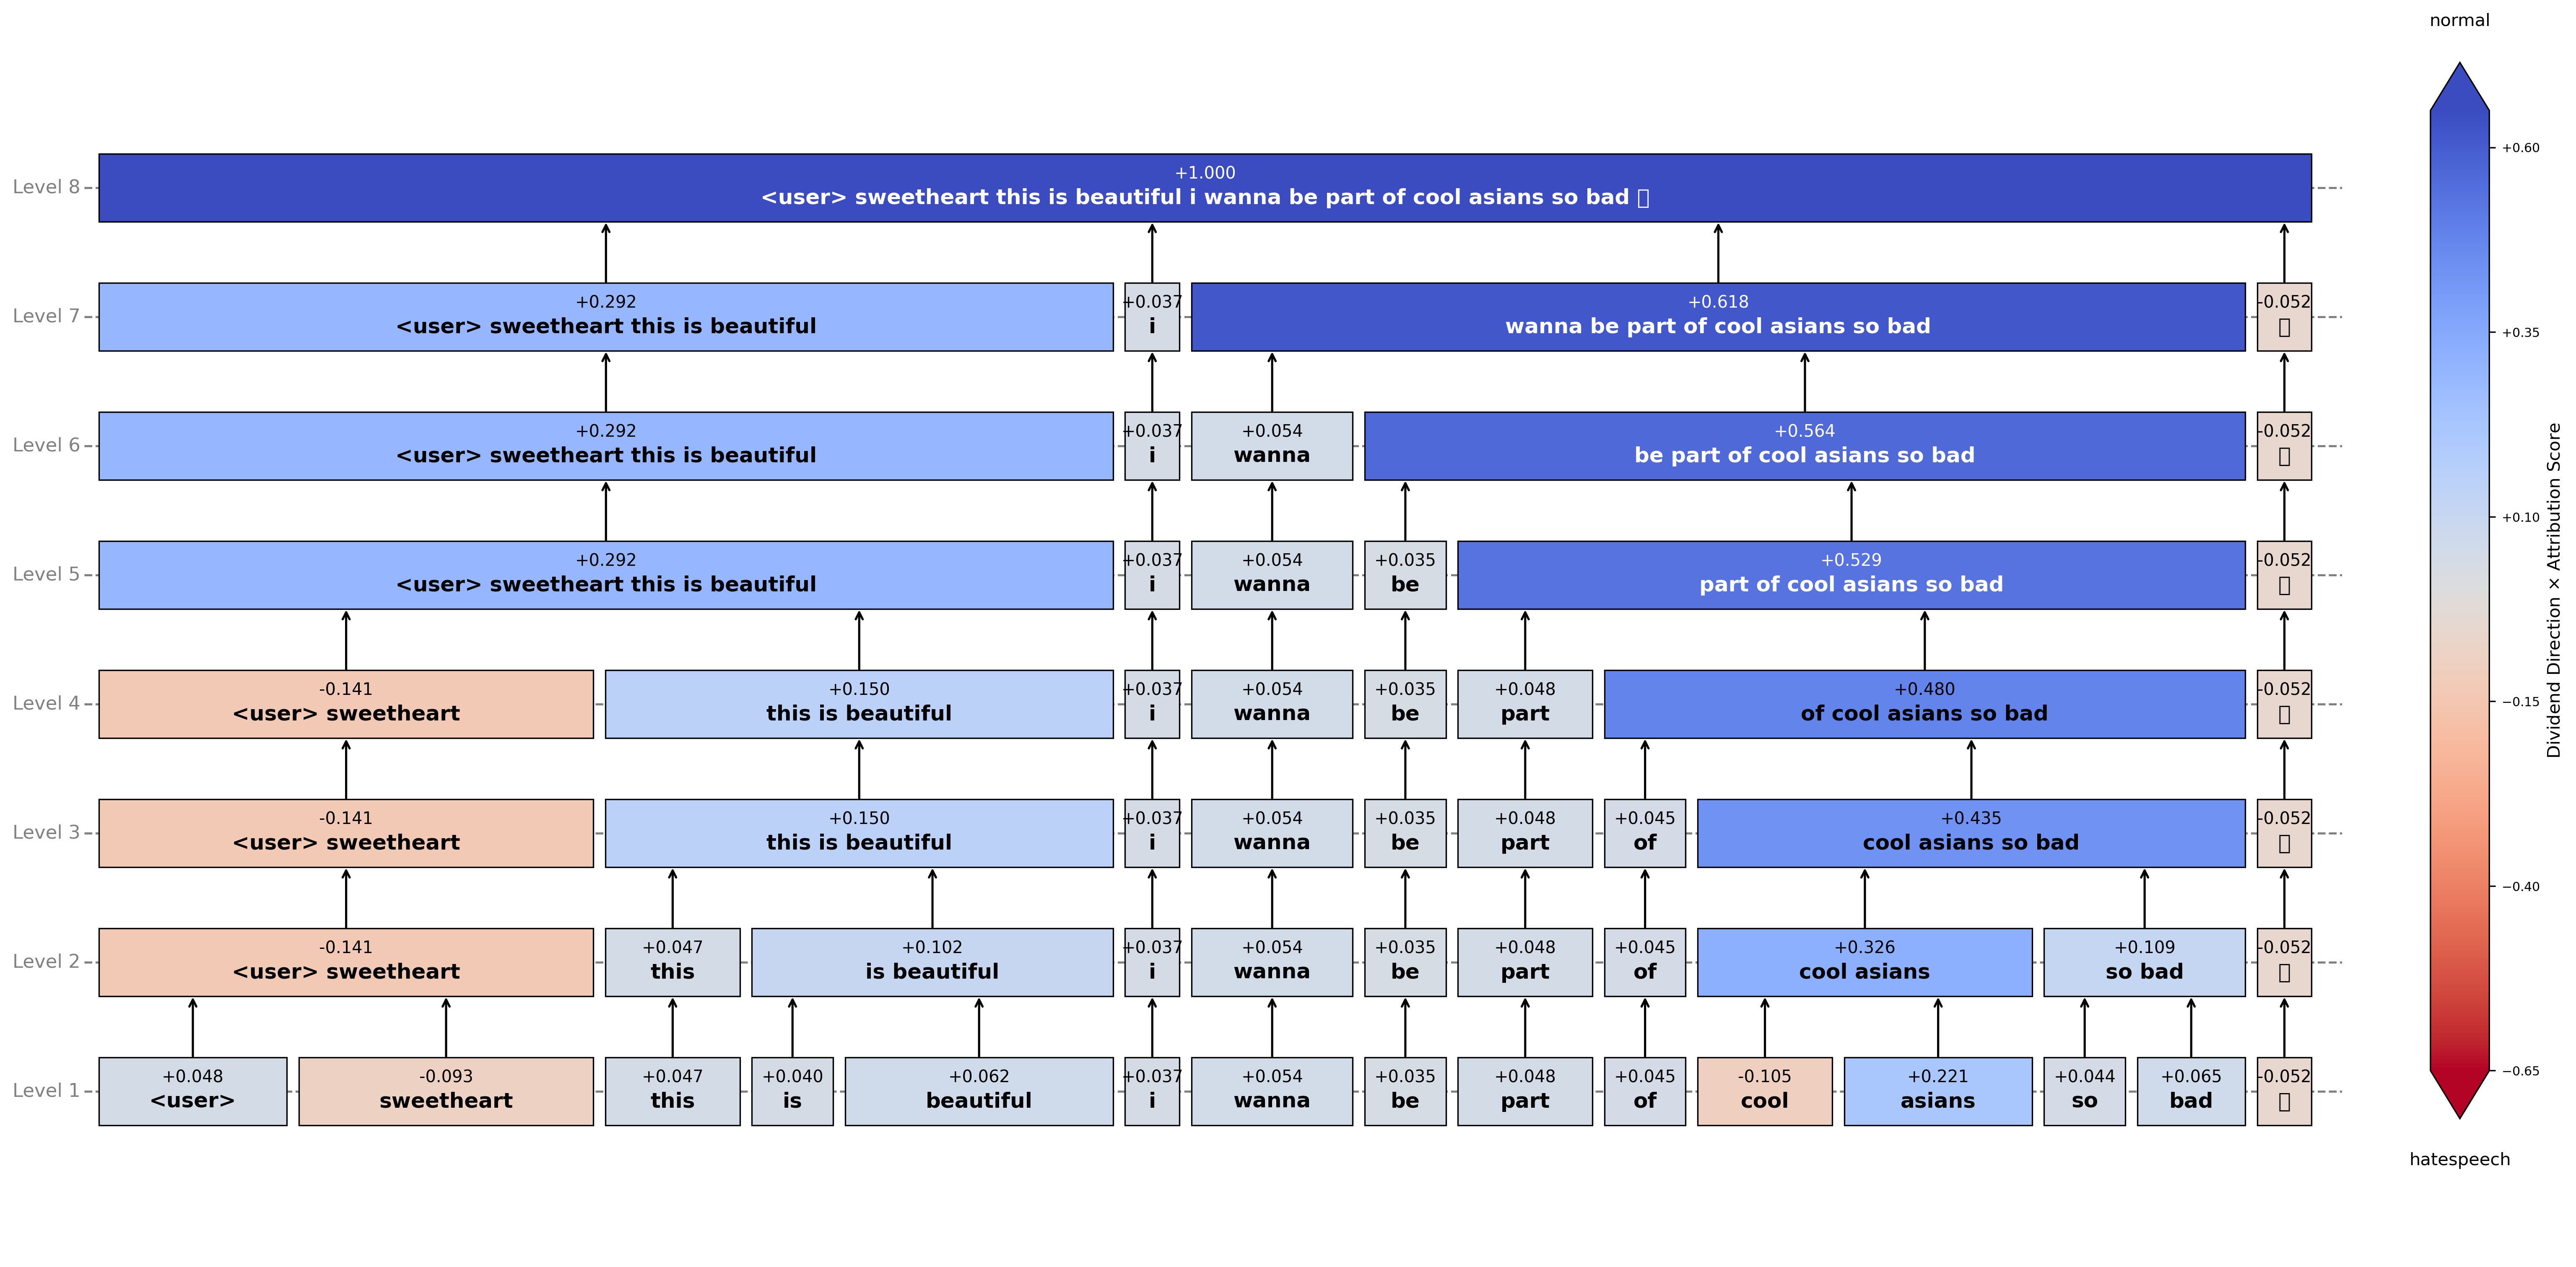 normal
Level 8
+1.000
<user> sweetheart this is beautiful i wanna be part of cool asians so bad
Level 7
+0.292 +0.037 +0.618 -0.052
<user> sweetheart this is beautiful i wanna be part of cool asians so bad
Level 6
+0.292 +0.037 +0.054 +0.564 -0.052
<user> sweetheart this is beautiful i wanna be part of cool asians so bad
Level 5
+0.292 +0.037 +0.054 +0.035 +0.529 -0.052
<user> sweetheart this is beautiful i wanna be part of cool asians so bad
Level 4
-0.141 +0.150 +0.037 +0.054 +0.035 +0.048 +0.480 -0.052
<user> sweetheart this is beautiful i wanna be part of cool asians so bad
Level 3
-0.141 +0.150 +0.037 +0.054 +0.035 +0.048 +0.045 +0.435 -0.052
<user> sweetheart this is beautiful i wanna be part of cool asians so bad
Level 2
-0.141 +0.047 +0.102 +0.037 +0.054 +0.035 +0.048 +0.045 +0.326 +0.109 -0.052
<user> sweetheart this is beautiful i wanna be part of cool asians so bad
Level 1
+0.048 -0.093 +0.047 +0.040 +0.062 +0.037 +0.054 +0.035 +0.048 +0.045 -0.105 +0.221 +0.044 +0.065 -0.052
<user> sweetheart this is beautiful i wanna be part of cool asians so bad
+0.60
+0.35
+0.10
−0.15
−0.40
−0.65
Dividend Direction × Attribution Score
hatespeech